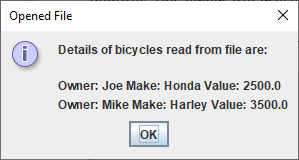 Opened File
Details of bicycles read from file are:
Owner: Joe Make: Honda Value: 2500.0
Owner: Mike Make: Harley Value: 3500.0
OK